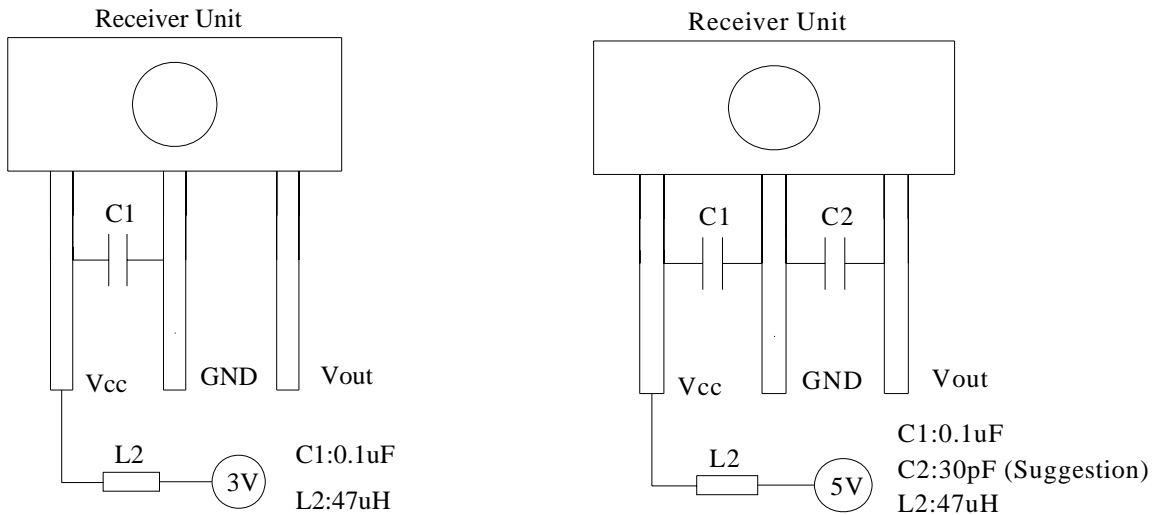 Receiver Unit
C1
Vcc
GND
Vout
L2
3V
C1:0.1uF
L2:47uH
Receiver Unit
C1
C2
Vcc
GND
Vout
L2
5V
C1:0.1uF
C2:30pF (Suggestion)
L2:47uH